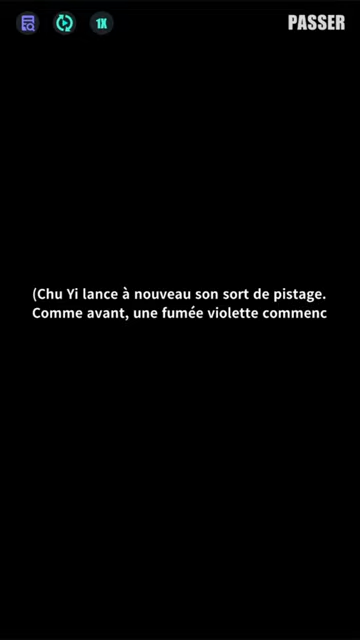 1X
PASSER
(Chu Yi lance à nouveau son sort de pistage.
Comme avant, une fumée violette commenc